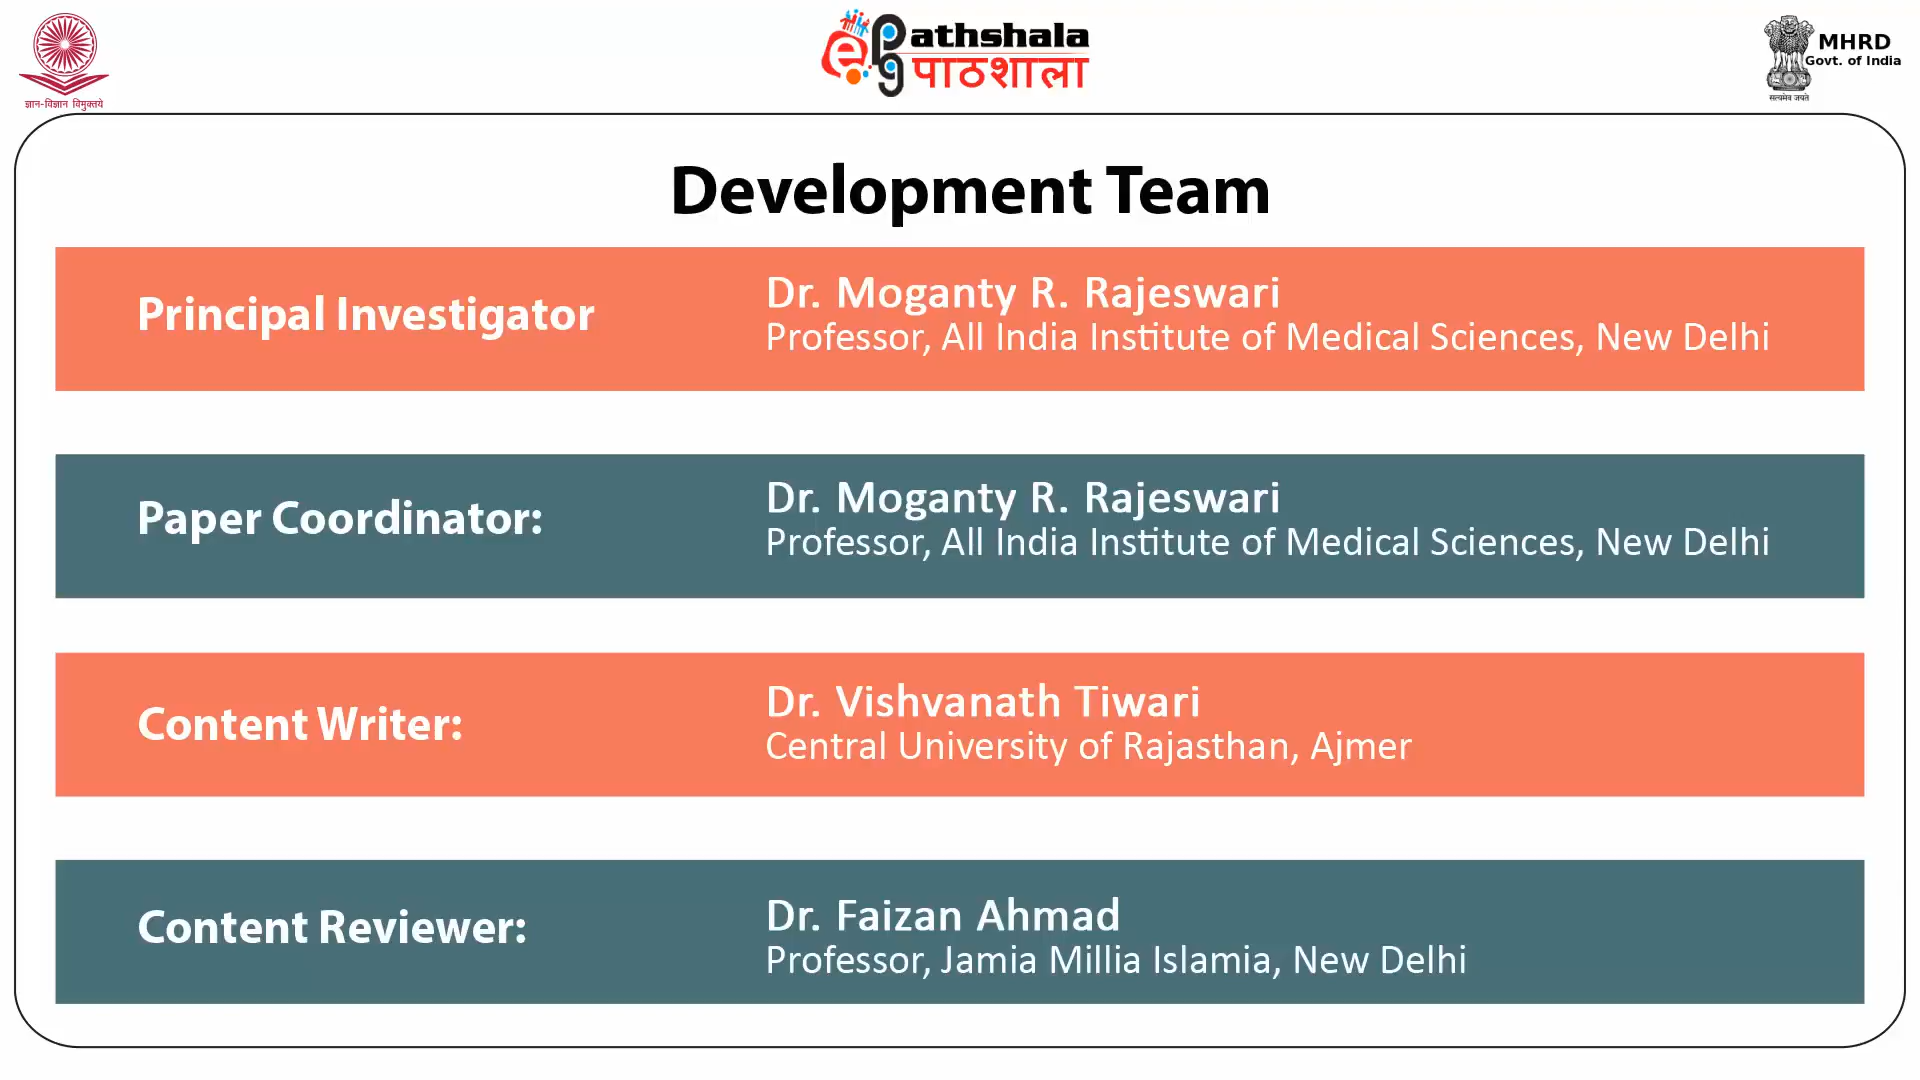 ज्ञान-विज्ञान विमुक्तये
ePGathshala
पाठशाला
MHRD
Govt. of India
सत्यमेव जयते
Development Team
Principal Investigator
Dr. Moganty R. Rajeswari
Professor, All India Institute of Medical Sciences, New Delhi
Paper Coordinator:
Dr. Moganty R. Rajeswari
Professor, All India Institute of Medical Sciences, New Delhi
Content Writer:
Dr. Vishvanath Tiwari
Central University of Rajasthan, Ajmer
Content Reviewer:
Dr. Faizan Ahmad
Professor, Jamia Millia Islamia, New Delhi